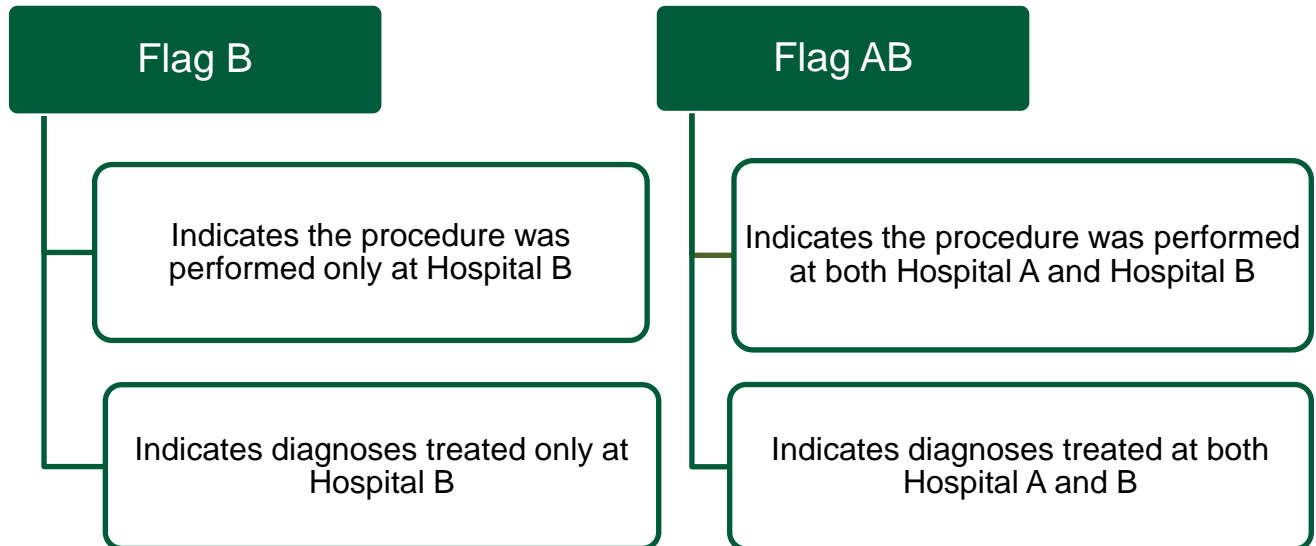 Flag B
Indicates the procedure was
performed only at Hospital B
Indicates diagnoses treated only at
Hospital B
Flag AB
Indicates the procedure was performed
at both Hospital A and Hospital B
Indicates diagnoses treated at both
Hospital A and B